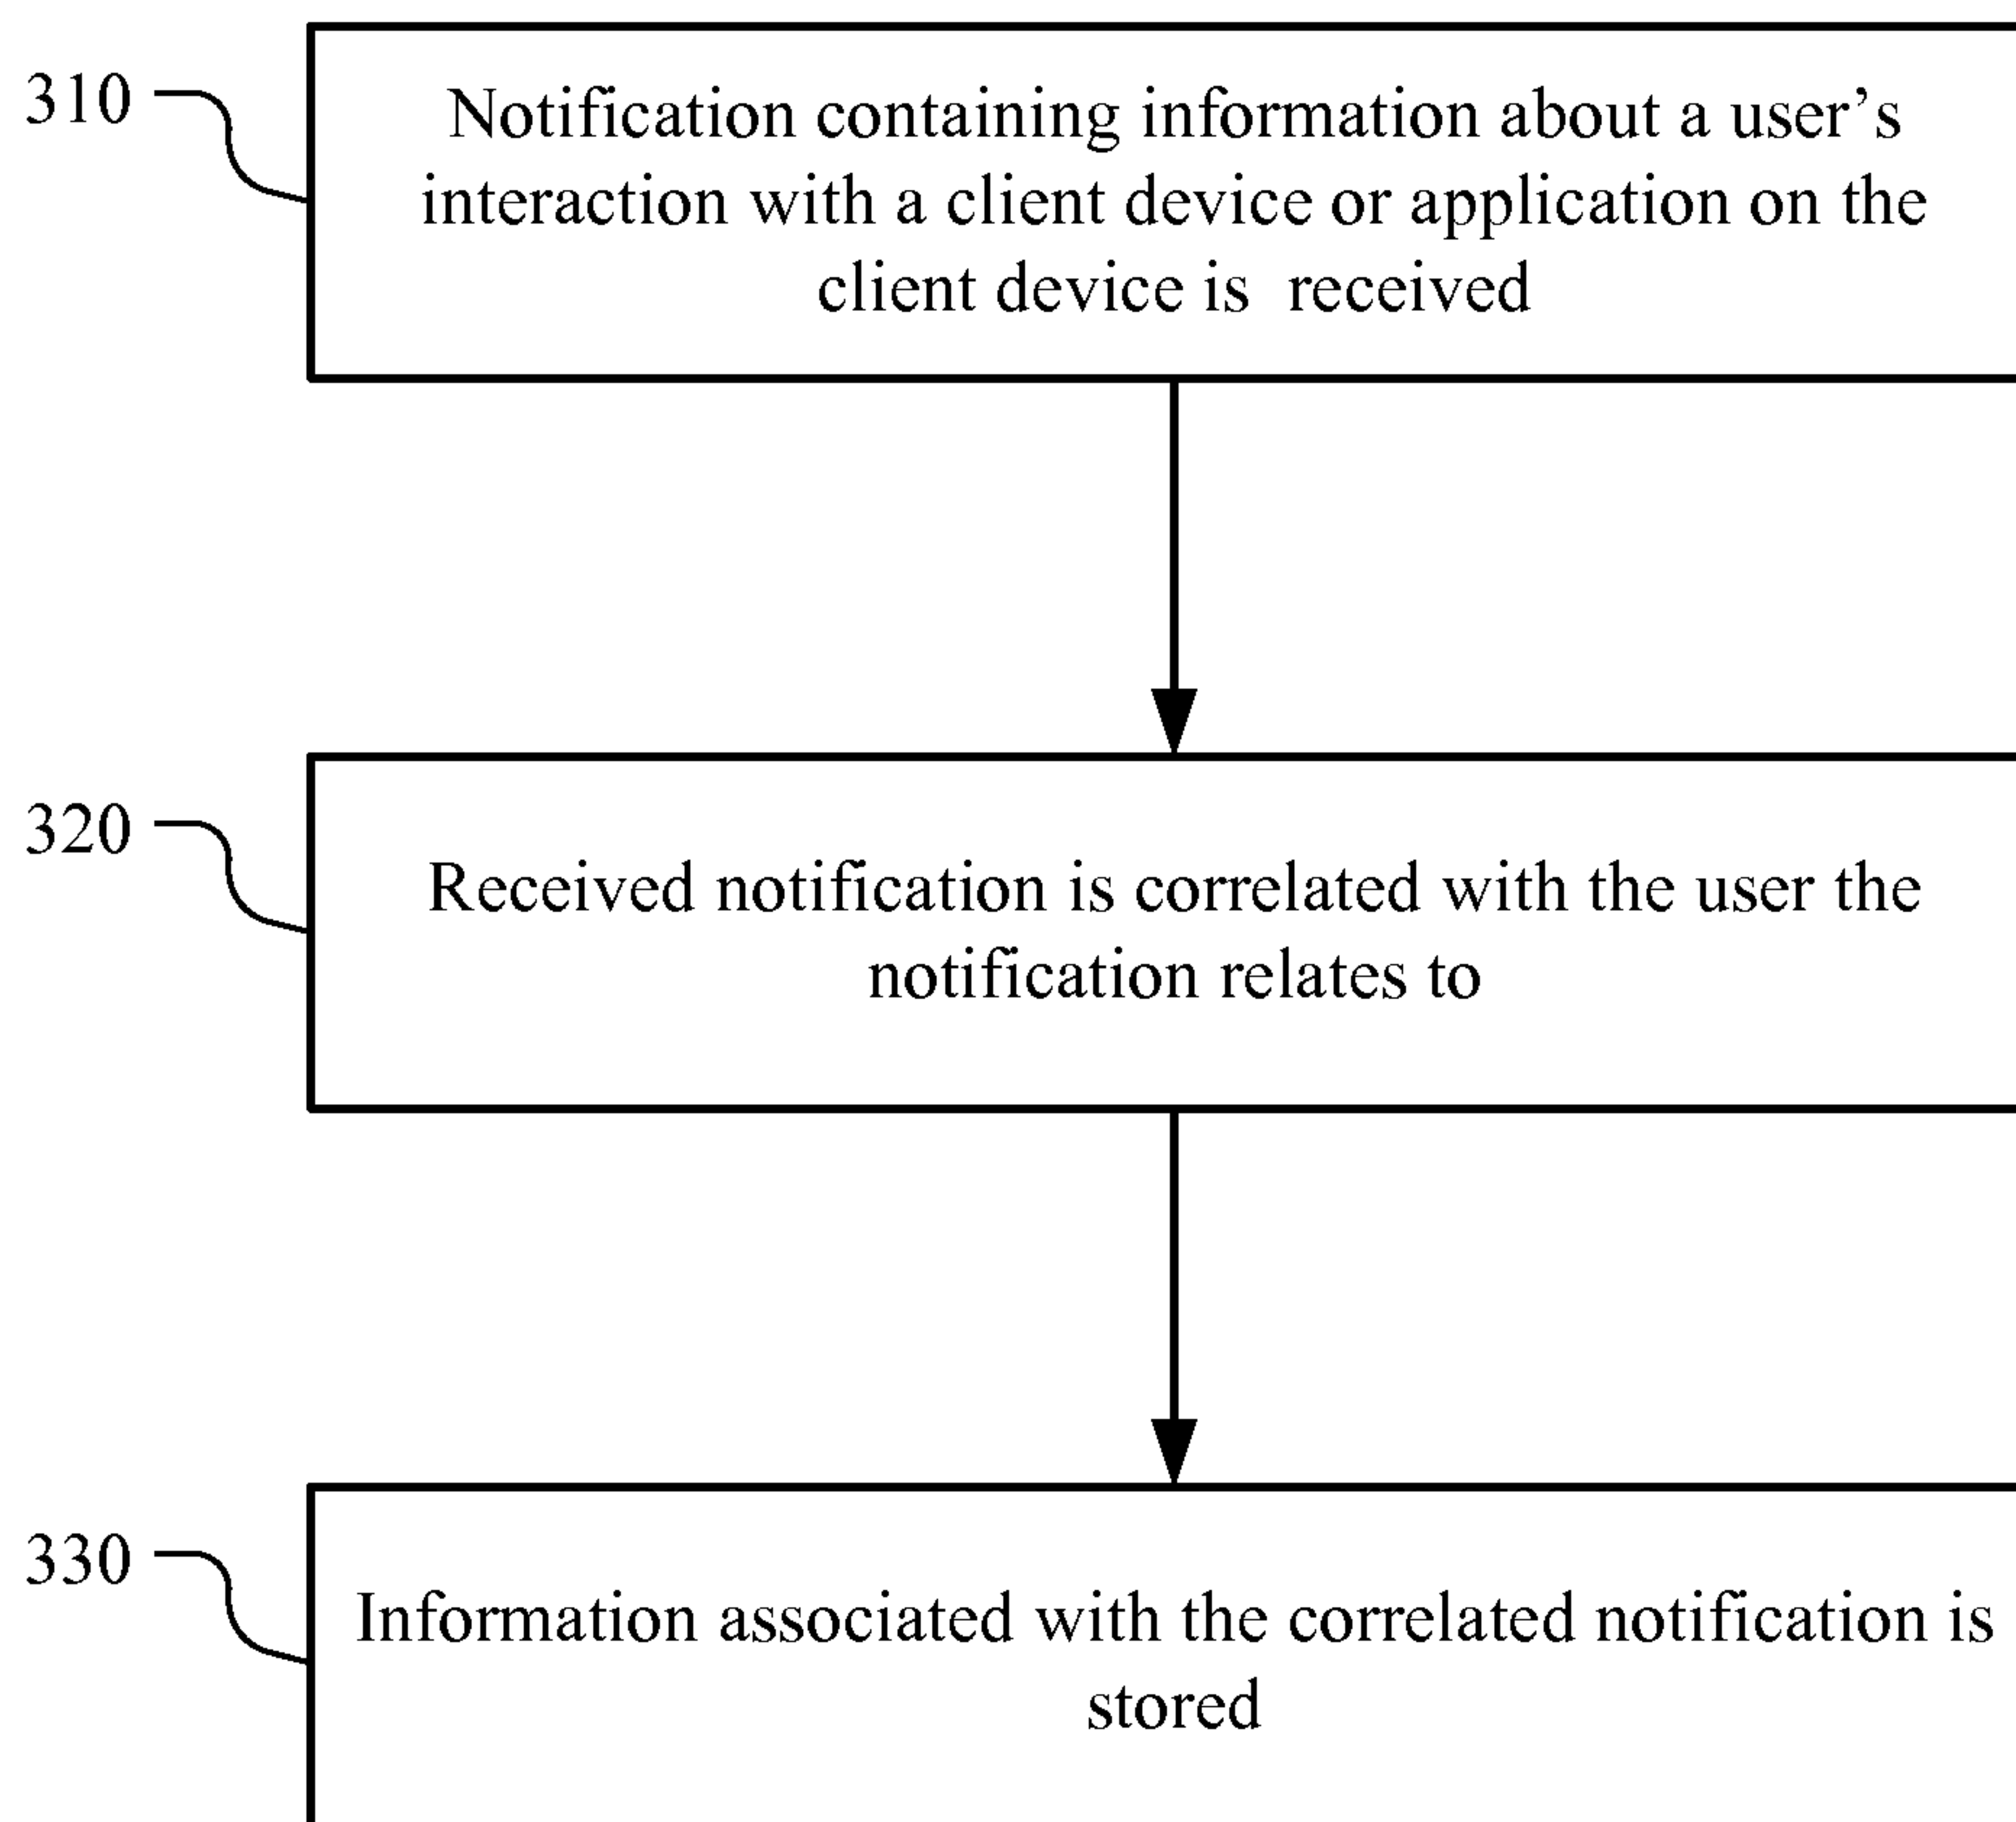 310
Notification containing information about a user’s
interaction with a client device or application on the
client device is  received
320
Received notification is correlated with the user the
notification relates to
330
Information associated with the correlated notification is
stored